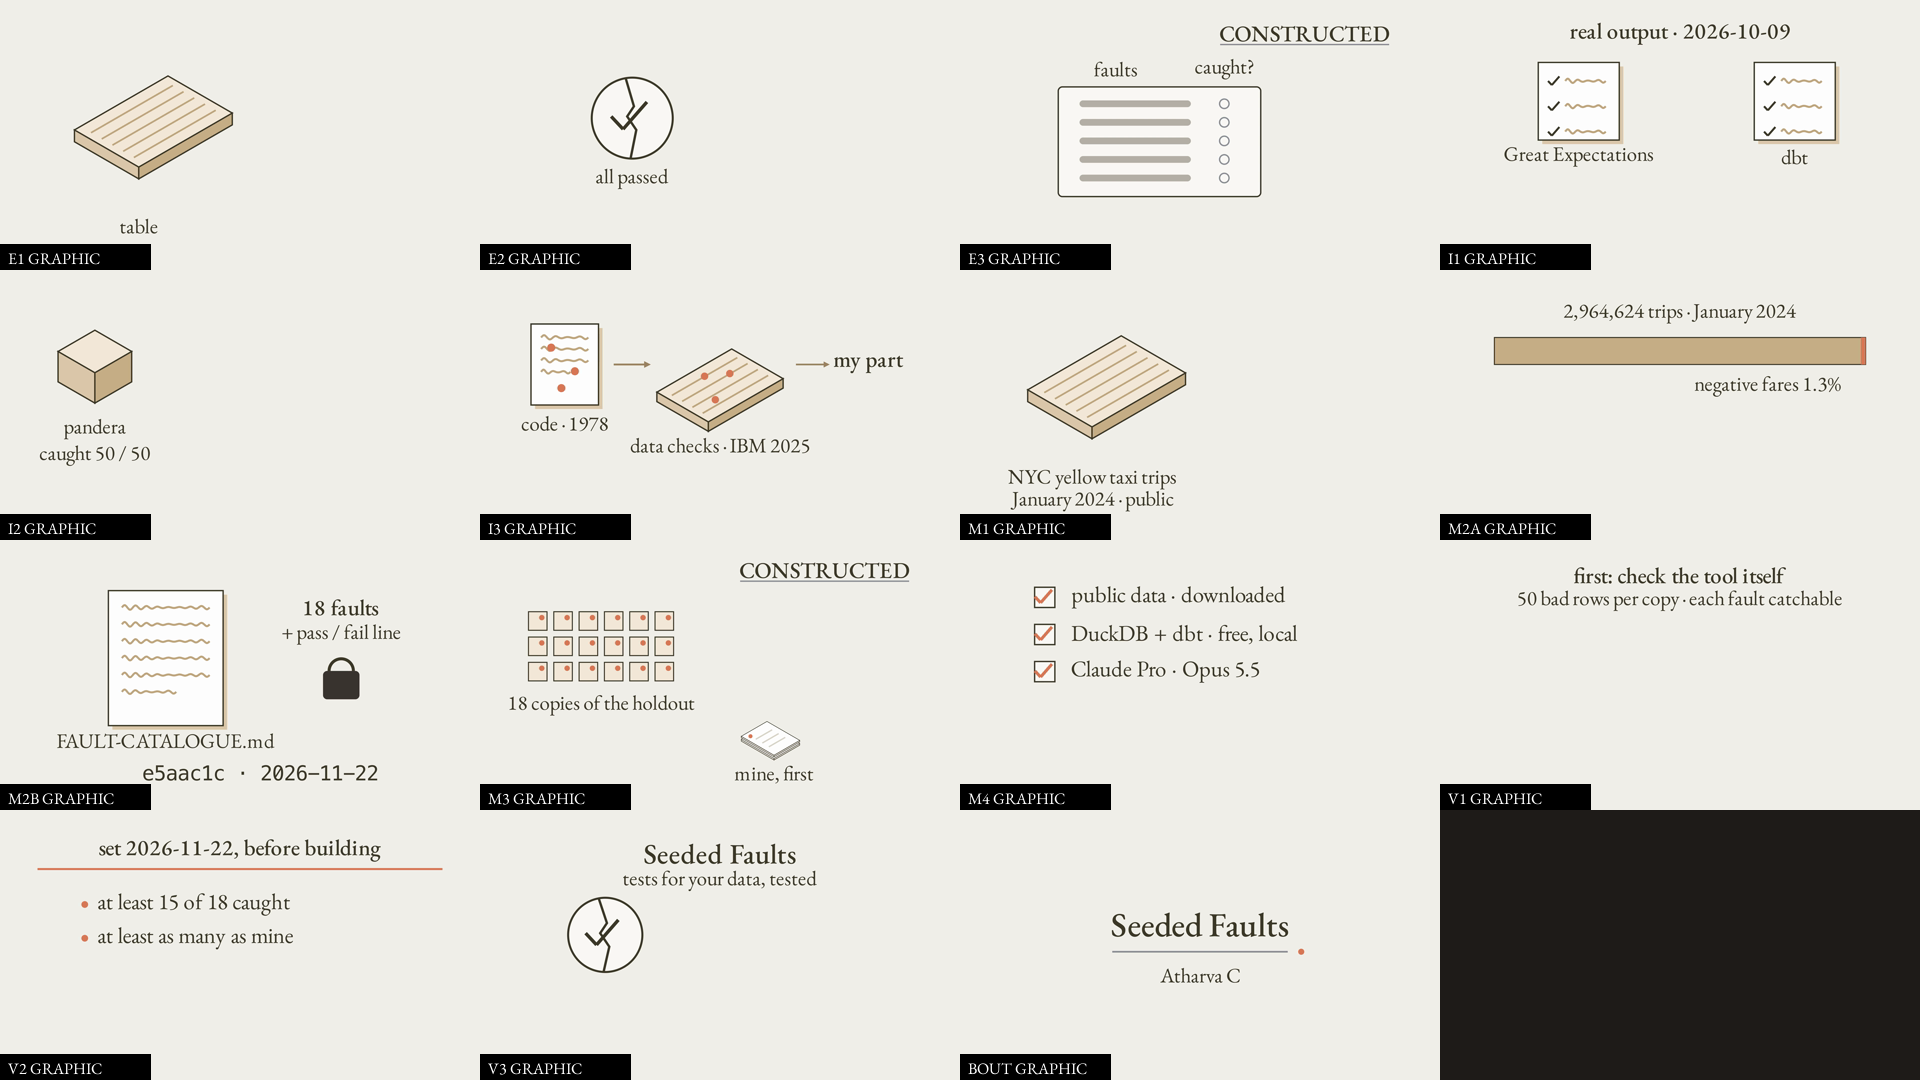 table
E1 GRAPHIC
all passed
E2 GRAPHIC
CONSTRUCTED
faults
caught?
E3 GRAPHIC
real output · 2026-10-09
Great Expectations
dbt
I1 GRAPHIC
pandera
caught 50 / 50
I2 GRAPHIC
my part
code · 1978
data checks · IBM 2025
I3 GRAPHIC
NYC yellow taxi trips
January 2024 · public
M1 GRAPHIC
2,964,624 trips · January 2024
negative fares 1.3%
M2A GRAPHIC
18 faults
+ pass / fail line
FAULT-CATALOGUE.md
e5aac1c · 2026-11-22
M2B GRAPHIC
CONSTRUCTED
18 copies of the holdout
mine, first
M3 GRAPHIC
public data · downloaded
DuckDB + dbt · free, local
Claude Pro · Opus 5.5
M4 GRAPHIC
first: check the tool itself
50 bad rows per copy · each fault catchable
V1 GRAPHIC
set 2026-11-22, before building
at least 15 of 18 caught
at least as many as mine
V2 GRAPHIC
Seeded Faults
tests for your data, tested
V3 GRAPHIC
Seeded Faults
Atharva C
BOUT GRAPHIC